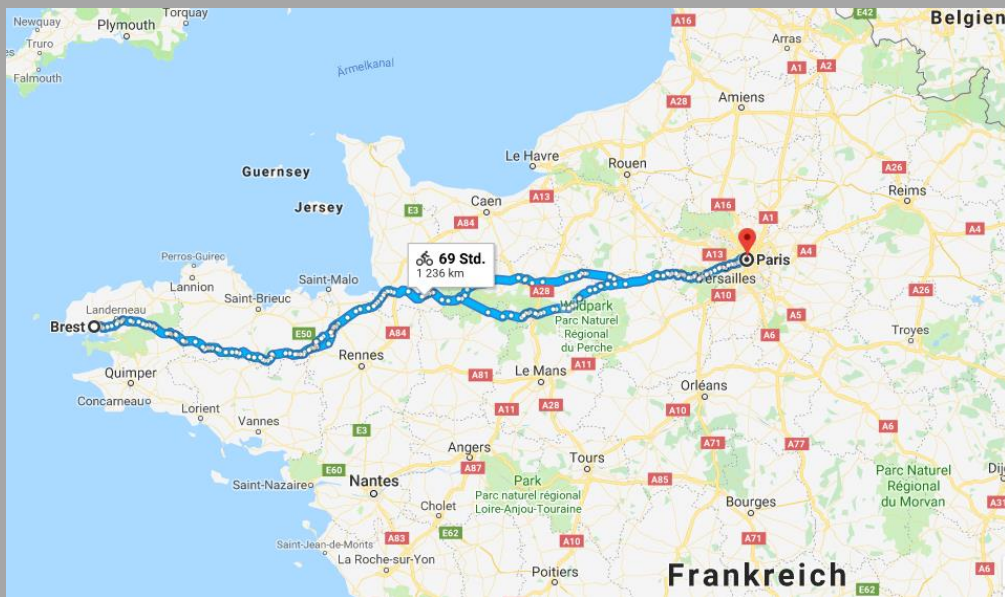 Newquay
Plymouth
Torquay
Truro
Falmouth
Ärmelkanal
A16
E42
Belgien
Arras
A1
A2
A28
Amiens
Le Havre
Rouen
A29
A26
Reims
Guernsey
Jersey
E3
Caen
A84
A13
A16
A1
A4
69 Std.
1 236 km
A13
Paris
A4
Versailles
A10
Perros-Guirec
Lannion
Saint-Malo
Saint-Brieuc
Landerneau
Brest
E50
A84
Rennes
A28
Wildpark
Parc Naturel
Régional
du Perche
A5
A6
A26
Troyes
Quimper
Concarneau
Lorient
Vannes
A81
Le Mans
A11
Orléans
A10
A11
A28
E3
Angers
A87
A71
A77
A6
E60
Saint-Nazaire
Nantes
Cholet
E62
Tours
Park
Parc naturel régional
Loire-Anjou-Touraine
A85
Bourges
Parc Naturel
Régional
du Morvan
Dij
A31
Saint-Jean-de-Monts
A83
La Roche-sur-Yon
A10
A71
Poitiers
Frankreich
E62
A6